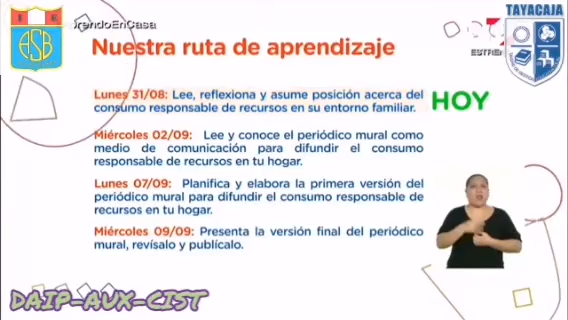 TAYACAJA
rendoEnCasa
ESB
ESTREN
Nuestra ruta de aprendizaje
Lunes 31/08: Lee, reflexiona y asume posición acerca del
consumo responsable de recursos en su entorno familiar.
HOY
Miércoles 02/09: Lee y conoce el periódico mural como
medio de comunicación para difundir el consumo
responsable de recursos en tu hogar.
Lunes 07/09: Planifica y elabora la primera versión del
periódico mural para difundir el consumo responsable de
recursos en tu hogar.
Miércoles 09/09: Presenta la versión final del periódico
mural, revísalo y publícalo.
DAIP-AUX-CIST